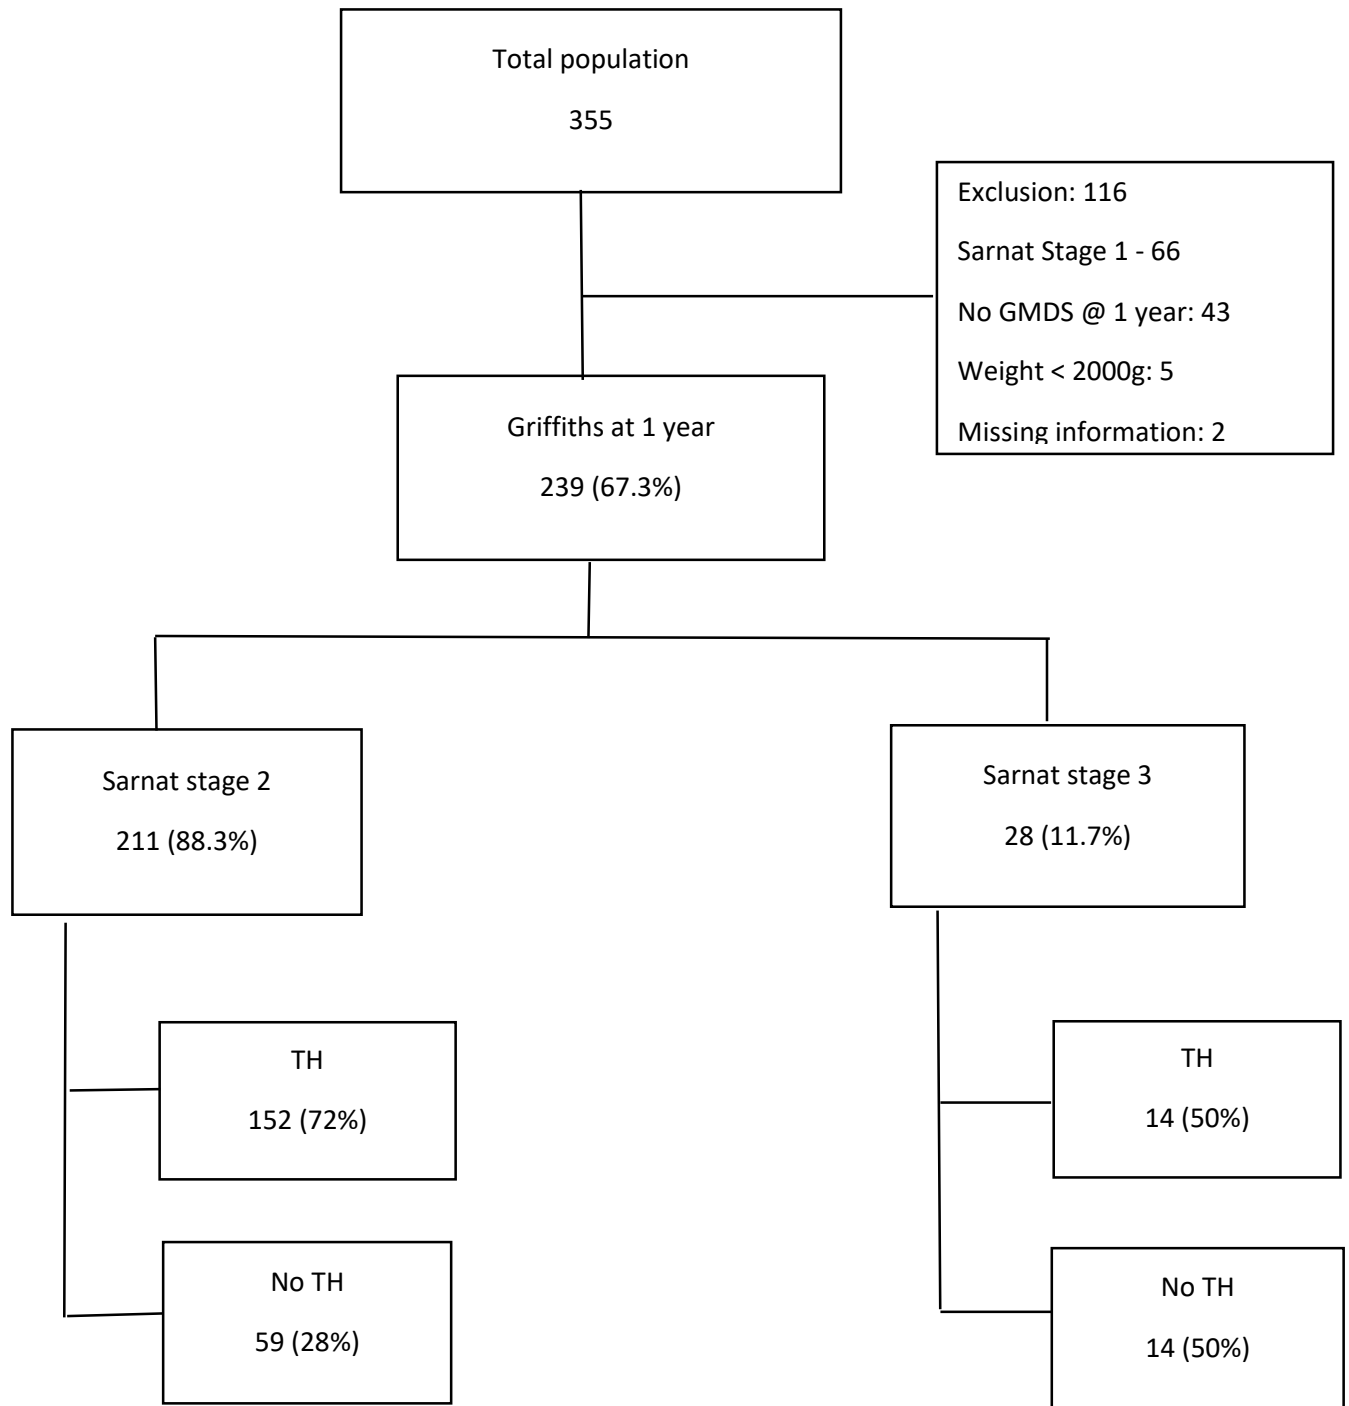 Total population
355
Exclusion: 116
Sarnat Stage 1 - 66
No GMDS @ 1 year: 43
Weight < 2000g: 5
Missing information: 2
Griffiths at 1 year
239 (67.3%)
Sarnat stage 2
211 (88.3%)
Sarnat stage 3
28 (11.7%)
TH
152 (72%)
TH
14 (50%)
No TH
59 (28%)
No TH
14 (50%)